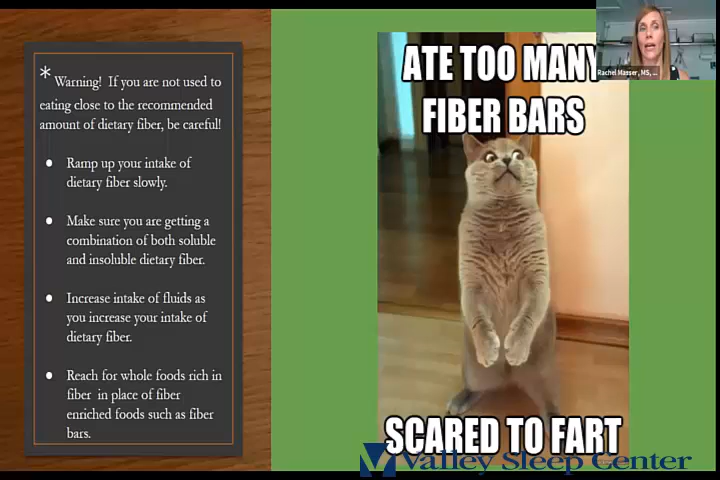 * Warning! If you are not used to
eating close to the recommended
amount of dietary fiber, be careful!
● Ramp up your intake of
dietary fiber slowly.
● Make sure you are getting a
combination of both soluble
and insoluble dietary fiber.
● Increase intake of fluids as
you increase your intake of
dietary fiber.
● Reach for whole foods rich in
fiber in place of fiber
enriched foods such as fiber
bars.
ATE TOO MANY
FIBER BARS
SCARED TO FART
Rachel Manser, MS, ...
Valley Sleep Center